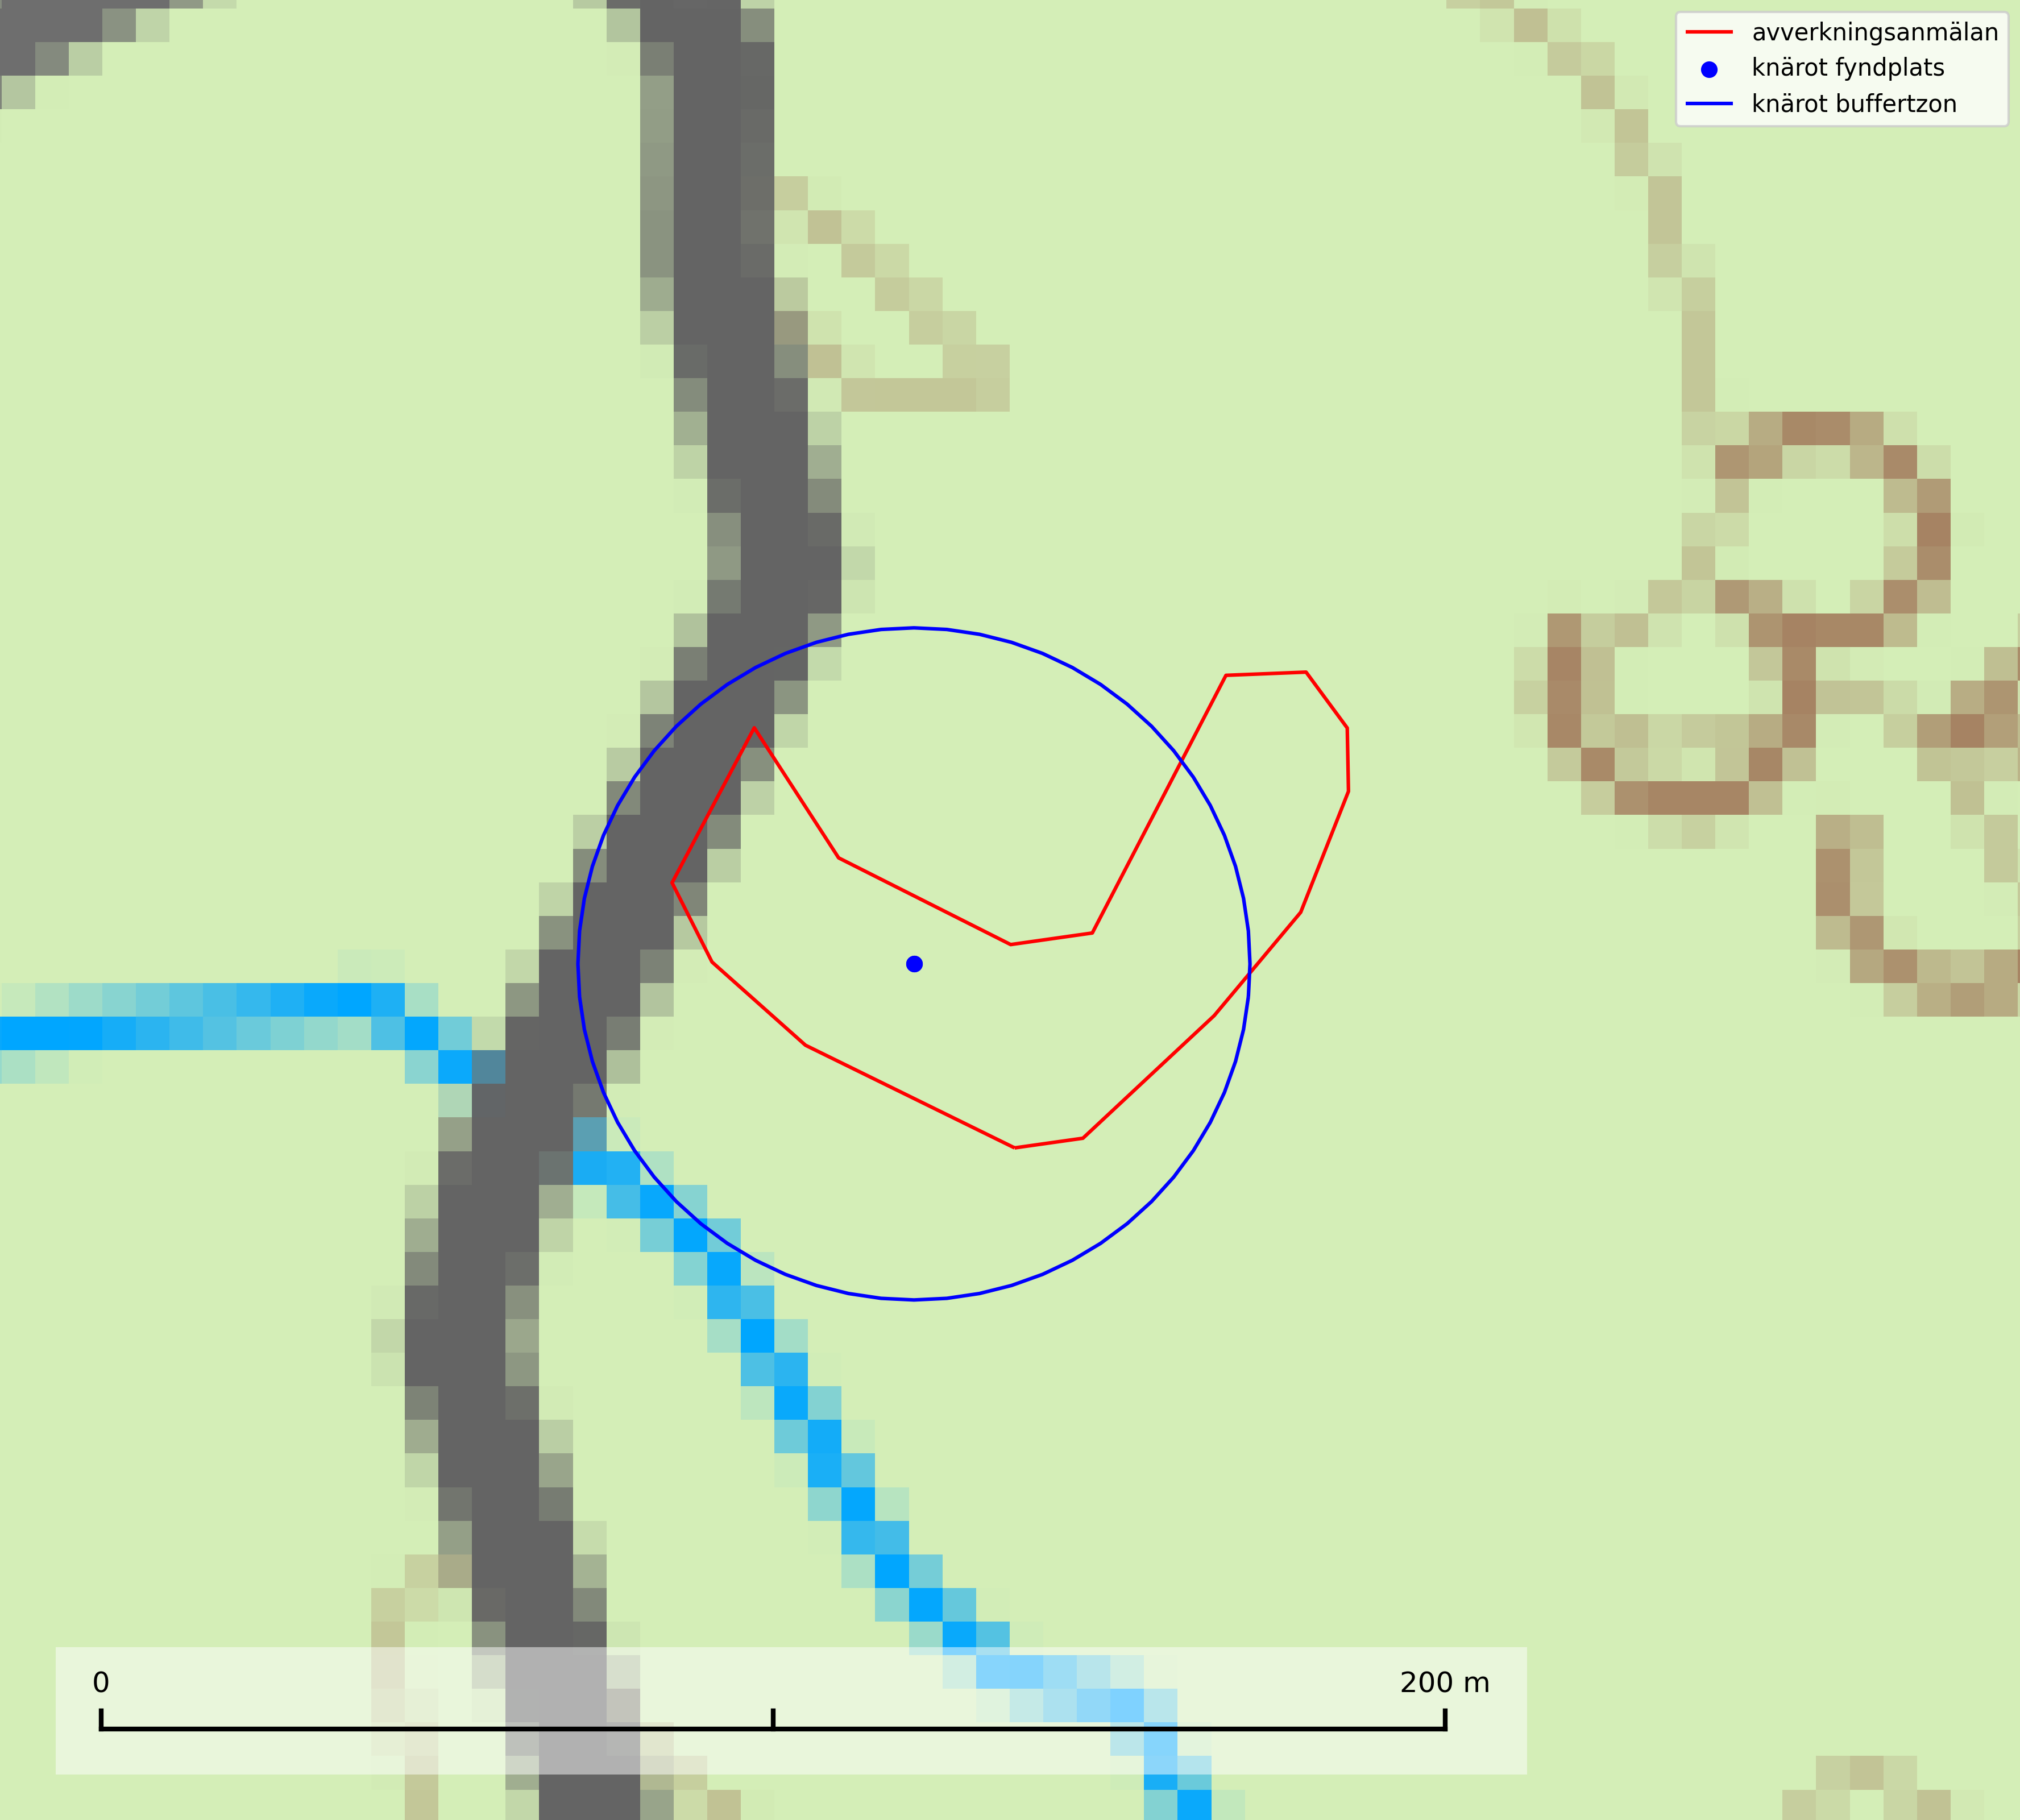 avverkningsanmälan
knärot fyndplats
knärot buffertzon
0
200 m